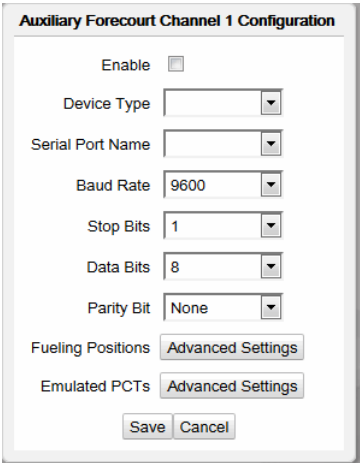 Auxiliary Forecourt Channel 1 Configuration
Enable
Device Type
Serial Port Name
Baud Rate 9600
Stop Bits 1
Data Bits 8
Parity Bit None
Fueling Positions Advanced Settings
Emulated PCTs Advanced Settings
Save Cancel